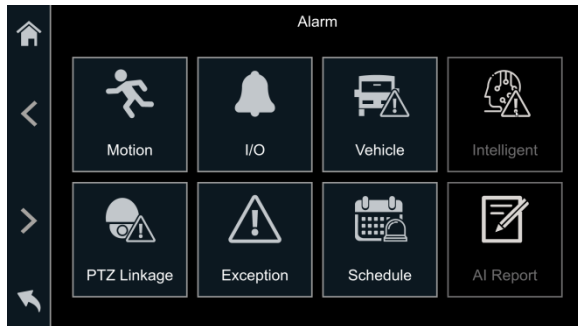 Alarm
Motion
I/O
Vehicle
Intelligent
PTZ Linkage
Exception
Schedule
AI Report